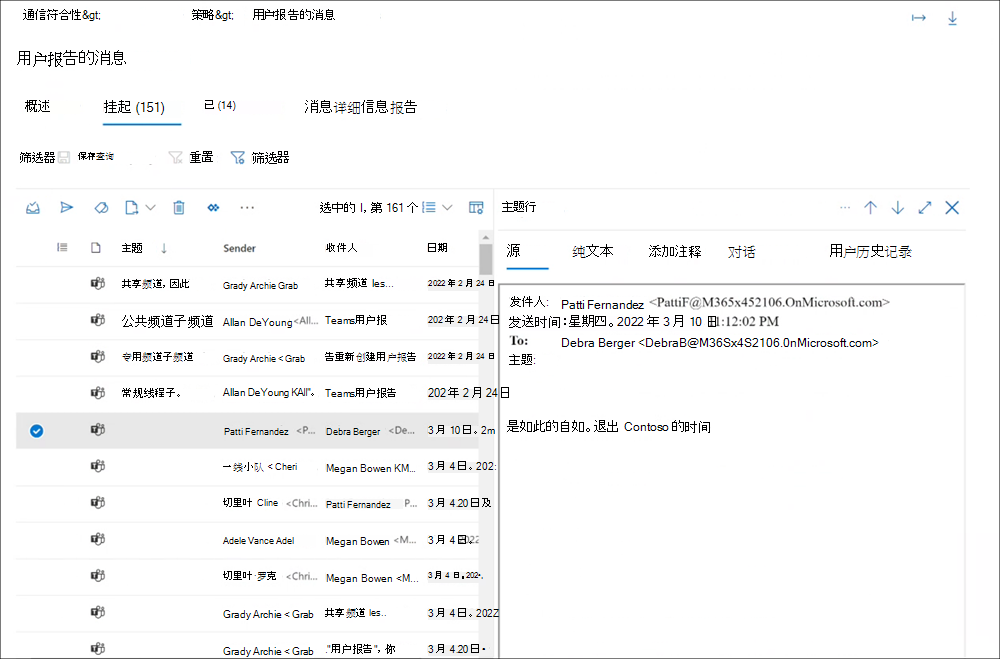 通信符合性&gt; 策略&gt; 用户报告的消息
用户报告的消息
概述 挂起 (151) 已 (14) 消息详细信息报告
筛选器 保存查询 重置 筛选器
选中的 I, 第 161 个
主题 Sender 收件人 日期
共享频道, 因此 Grady Archie Grab 共享频道 les... 2022 年 2 月 24 日
公共频道子频道 Allan DeYoung <All... Teams用户报 202 年 2 月 24日
专用频道子频道 Grady Archie < Grab 告重新创建用户报告 2022 年 2 月 24 日
常规线程子。 Allan DeYoung KAll"。 Teams用户报告 202 年 2 月 24日
Patti Fernandez <P... Debra Berger <De... 3 月 10 日。2m
一线小队 < Cheri Megan Bowen KM... 3 月 4 日。202:
切里叶 Cline <Chri... Patti Fernandez P... 3 月 4.20日及
Adele Vance Adel Megan Bowen <M... 3 月 4 日。2022
切里叶·罗克 <Chri... Megan Bowen <M... 3 月 4 日。202•.
Grady Archie < Grab 共享频道 les.. 3 月 4 日。202Z
Grady Archie < Grab ."用户报告", 你 3 月 4.20日•
主题行
源 纯文本 添加注释 对话 用户历史记录
发件人: Patti Fernandez <PattiF@M365x452106.OnMicrosoft.com>
发送时间: 星期四。2022 年 3 月 10 日1:12:02 PM
To: Debra Berger <DebraB@M36Sx4S2106.0nMicrosoft.com>
主题:
是如此的自如。退出 Contoso 的时间